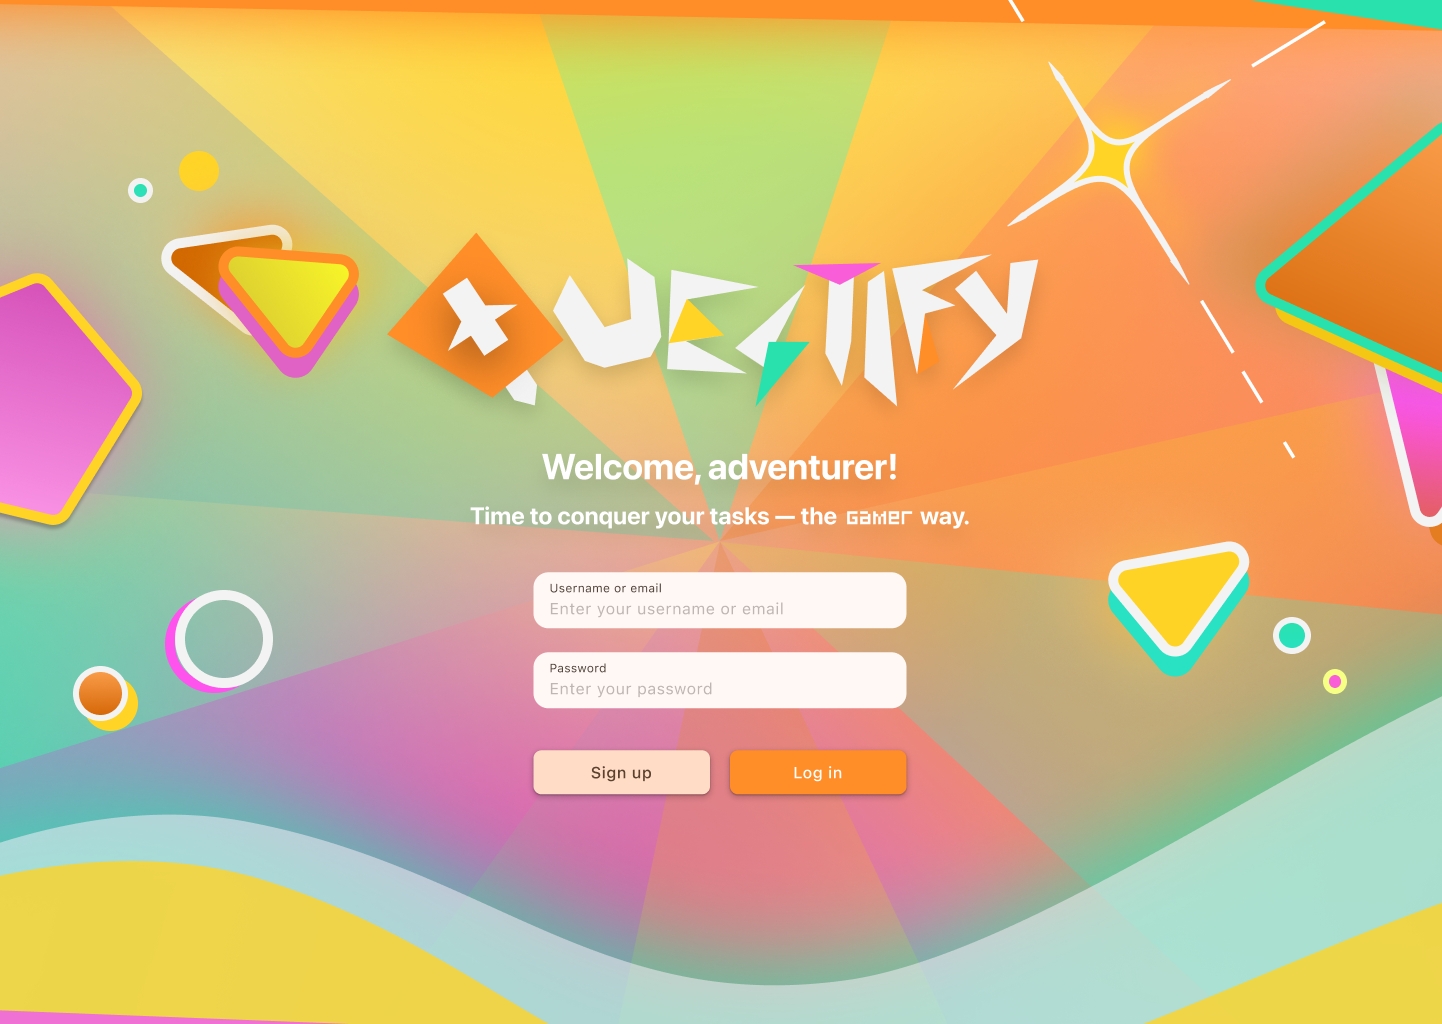 QUESTIFY
Welcome, adventurer!
Time to conquer your tasks — the gamer way.
Username or email
Enter your username or email
Password
Enter your password
Sign up
Log in